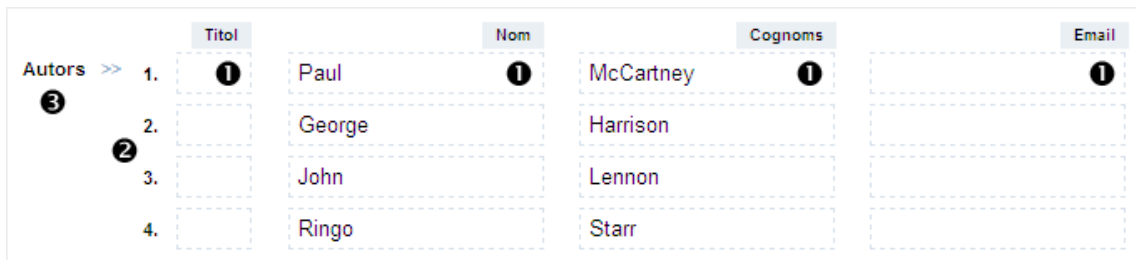 Titol Nom Cognoms Email
Autors >> 1. ❶ Paul ❶ McCartney ❶ ❶
❸
2. George Harrison
❷
3. John Lennon
4. Ringo Starr